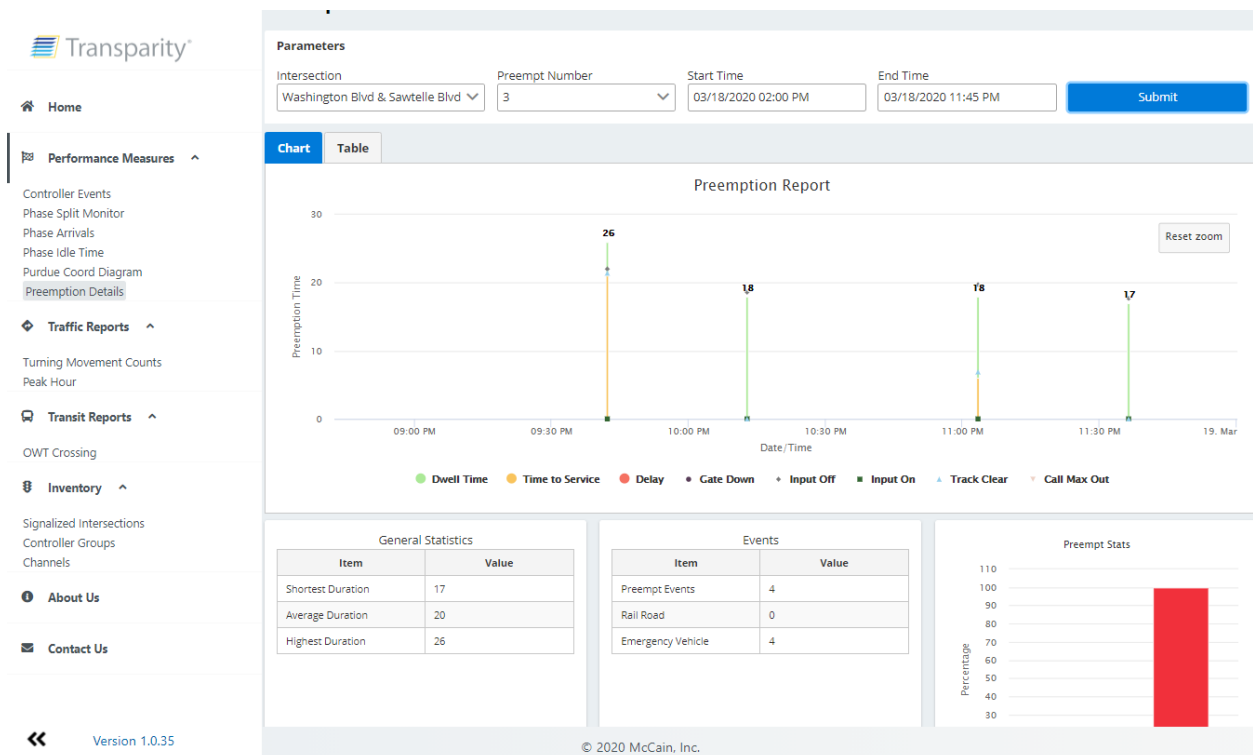 Transparity
Home
Performance Measures
Controller Events
Phase Split Monitor
Phase Arrivals
Phase Idle Time
Purdue Coord Diagram
Preemption Details
Traffic Reports
Turning Movement Counts
Peak Hour
Transit Reports
OWT Crossing
Inventory
Signalized Intersections
Controller Groups
Channels
About Us
Contact Us
Version 1.0.35
Parameters
Intersection Preempt Number Start Time End Time
Washington Blvd & Sawtelle Blvd 3 03/18/2020 02:00 PM 03/18/2020 11:45 PM Submit
Chart Table
Preemption Report
Reset zoom
Preemption Time
30
20
10
0
26 18 18 17
09:00 PM 09:30 PM 10:00 PM 10:30 PM 11:00 PM 11:30 PM 19. Mar
Date/Time
Dwell Time Time to Service Delay Gate Down Input Off Input On Track Clear Call Max Out
General Statistics
Item Value
Shortest Duration 17
Average Duration 20
Highest Duration 26
Events
Item Value
Preempt Events 4
Rail Road 0
Emergency Vehicle 4
Preempt Stats
Percentage
110
100
90
80
70
60
50
40
30
© 2020 McCain, Inc.